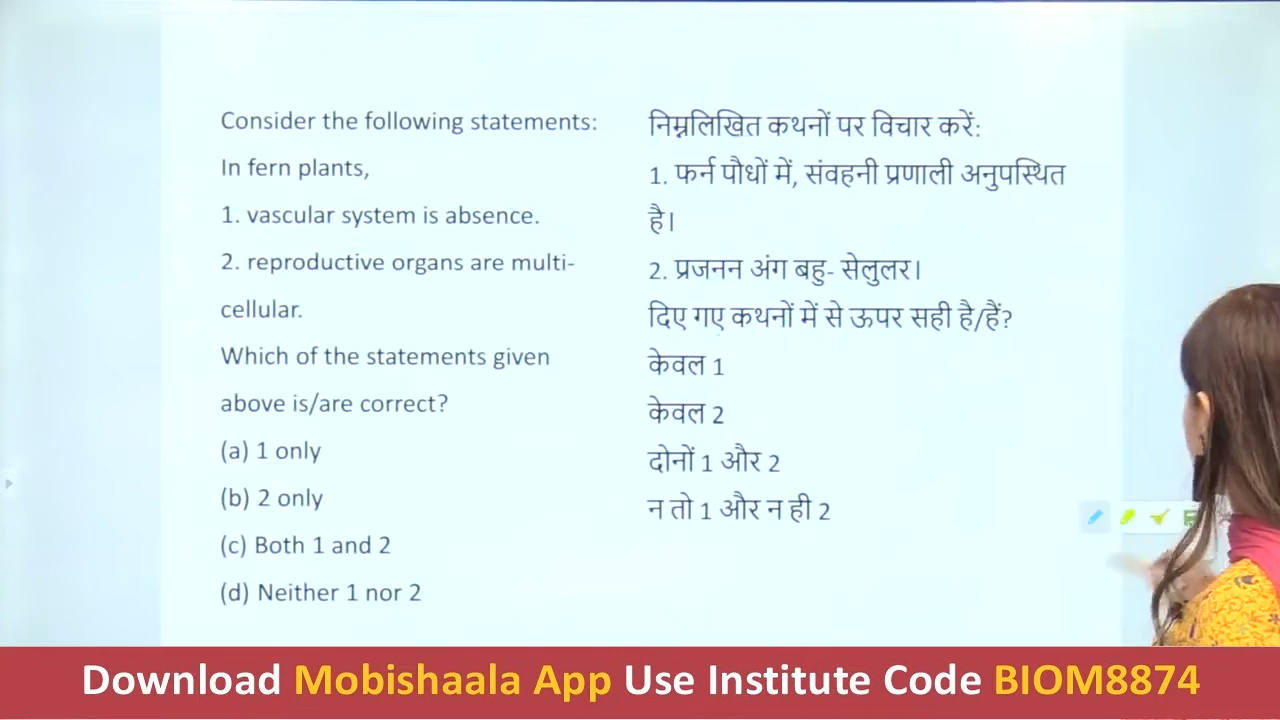 Consider the following statements:
In fern plants,
1. vascular system is absence.
2. reproductive organs are multi-
cellular.
Which of the statements given
above is/are correct?
(a) 1 only
(b) 2 only
(c) Both 1 and 2
(d) Neither 1 nor 2
निम्नलिखित कथनों पर विचार करें:
1. फर्न पौधों में, संवहनी प्रणाली अनुपस्थित
है।
2. प्रजनन अंग बहु- सेलुलर।
दिए गए कथनों में से ऊपर सही है/हैं?
केवल 1
केवल 2
दोनों 1 और 2
न तो 1 और न ही 2
Download Mobishaala App Use Institute Code BIOM8874